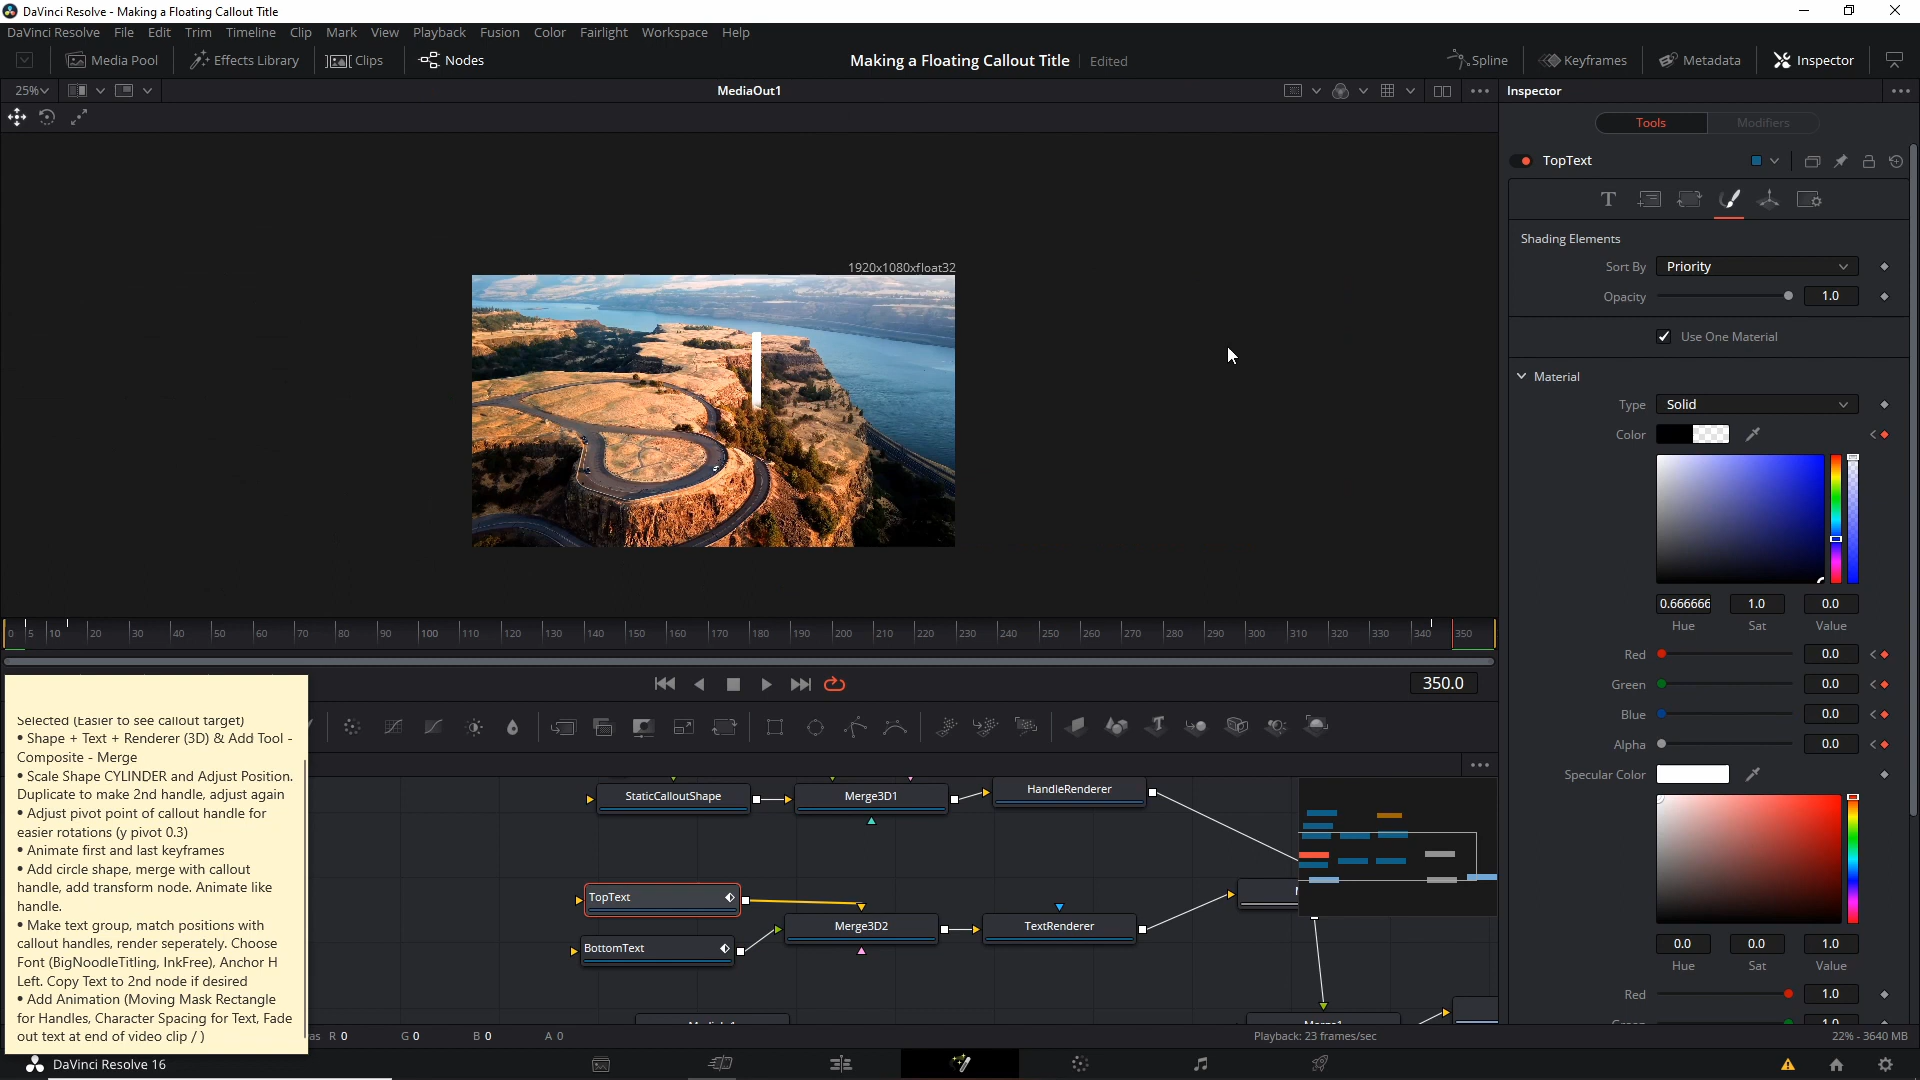 DaVinci Resolve - Making a Floating Callout Title
DaVinci Resolve File Edit Trim Timeline Clip Mark View Playback Fusion Color Fairlight Workspace Help
Media Pool Effects Library Clips Nodes Making a Floating Callout Title Edited Spline Keyframes Metadata Inspector
25% MediaOut1 Inspector
Tools Modifiers
TopText
Shading Elements
Sort By Priority
Opacity 1.0
Use One Material
Material
Type Solid
Color
0.666666 1.0 0.0
Hue Sat Value
Red 0.0
Green 0.0
Blue 0.0
Alpha 0.0
Specular Color
0.0 0.0 1.0
Hue Sat Value
Red 1.0
1.0
1920x1080xfloat32
0 5 10 20 30 40 50 60 70 80 90 100 110 120 130 140 150 160 170 180 190 200 210 220 230 240 250 260 270 280 290 300 310 320 330 340 350
350.0
Selected (Easier to see callout target)
• Shape + Text + Renderer (3D) & Add Tool -
Composite - Merge
• Scale Shape CYLINDER and Adjust Position.
Duplicate to make 2nd handle, adjust again
• Adjust pivot point of callout handle for
easier rotations (y pivot 0.3)
• Animate first and last keyframes
• Add circle shape, merge with callout
handle, add transform node. Animate like
handle.
• Make text group, match positions with
callout handles, render seperately. Choose
Font (BigNoodleTitling, InkFree), Anchor H
Left. Copy Text to 2nd node if desired
• Add Animation (Moving Mask Rectangle
for Handles, Character Spacing for Text, Fade
out text at end of video clip / )
StaticCalloutShape Merge3D1 HandleRenderer
TopText
Merge3D2 TextRenderer
BottomText
R 0 G 0 B 0 A 0 Playback: 23 frames/sec 22% - 3640 MB
DaVinci Resolve 16